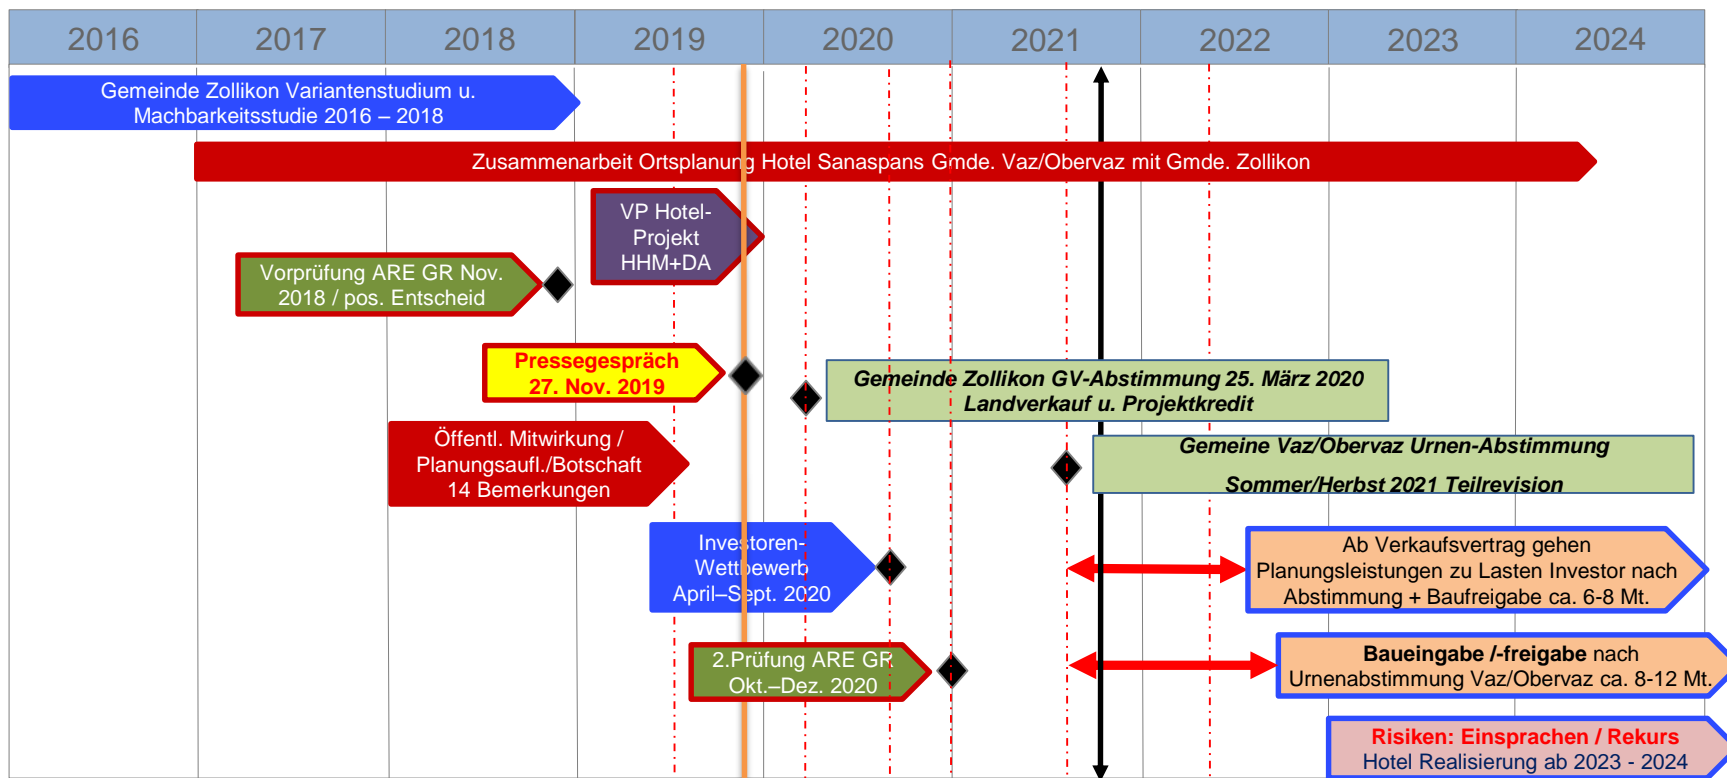 2016 2017 2018 2019 2020 2021 2022 2023 2024
Gemeinde Zollikon Variantenstudium u.
Machbarkeitsstudie 2016 – 2018
Zusammenarbeit Ortsplanung Hotel Sanaspans Gmde. Vaz/Obervaz mit Gmde. Zollikon
VP Hotel-
Projekt
HHM+DA
Vorprüfung ARE GR Nov.
2018 / pos. Entscheid
Pressegespräch
27. Nov. 2019
Gemeinde Zollikon GV-Abstimmung 25. März 2020
Landverkauf u. Projektkredit
Öffentl. Mitwirkung /
Planungsaufl./Botschaft
14 Bemerkungen
Gemeine Vaz/Obervaz Urnen-Abstimmung
Sommer/Herbst 2021 Teilrevision
Investoren-
Wettbewerb
April–Sept. 2020
Ab Verkaufsvertrag gehen
Planungsleistungen zu Lasten Investor nach
Abstimmung + Baufreigabe ca. 6-8 Mt.
2.Prüfung ARE GR
Okt.–Dez. 2020
Baueingabe /-freigabe nach
Urnenabstimmung Vaz/Obervaz ca. 8-12 Mt.
Risiken: Einsprachen / Rekurs
Hotel Realisierung ab 2023 - 2024